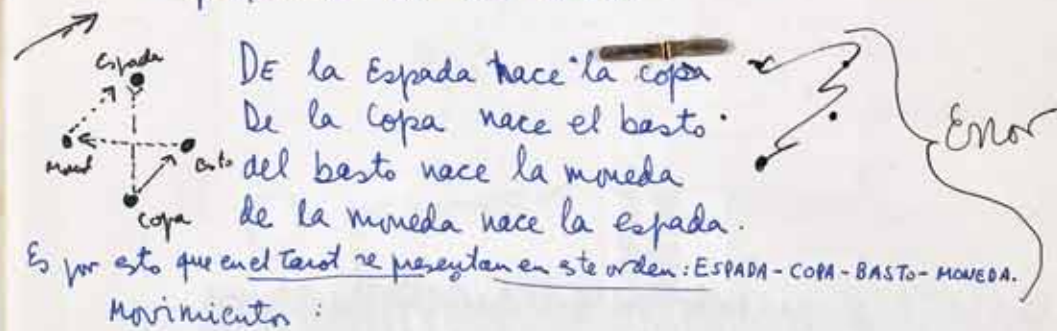 Espada
DE la Espada nace la copa
De la Copa nace el basto.
Mond Basto del basto nace la moneda
Copa de la moneda nace la espada.
Error
Es por esto que en el Tarot se presentan en este orden: ESPADA - COPA - BASTO - MONEDA.
Movimientos :